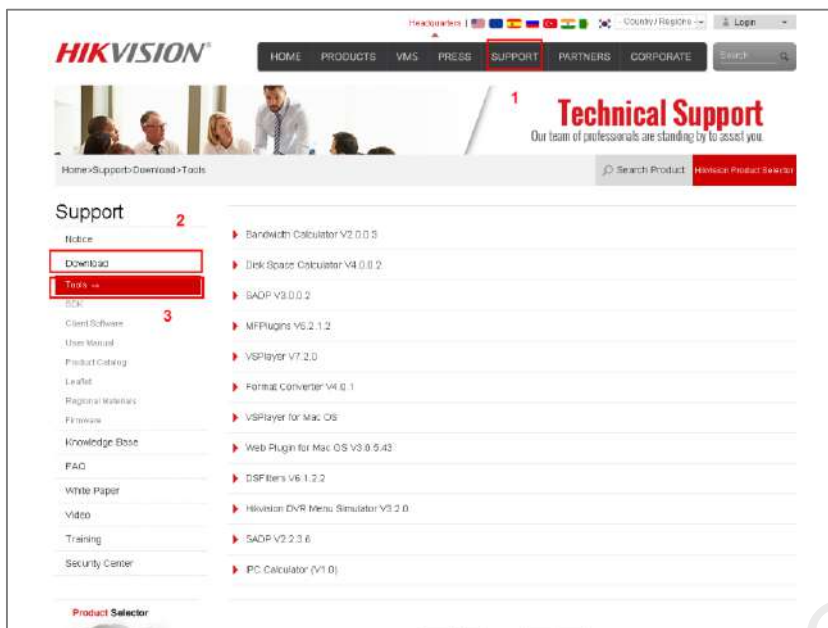 Headquarters | - Country / Regions - Login
HIKVISION®
HOME PRODUCTS VMS PRESS SUPPORT PARTNERS CORPORATE Search
1
Technical Support
Our team of professionals are standing by to assist you.
Home>Support>Download>Tools
Search Product Hikvision Product Selector
Support
2
Notice
Download
Tools
SDK
3
Client Software
User Manual
Product Catalog
Leaflet
Regional Materials
Firmware
Knowledge Base
FAQ
White Paper
Video
Training
Security Center
Bandwidth Calculator V2.0.0.3
Disk Space Calculator V4.0.0.2
SADP V3.0.0.2
MFPlugins V6.2.1.2
VSPlayer V7.2.0
Format Converter V4.0.1
VSPlayer for Mac OS
Web Plugin for Mac OS V3.0.5.43
DSFilters V6.1.2.2
Hikvision DVR Menu Simulator V3.2.0
SADP V2.2.3.6
IPC Calculator (V1.0)
Product Selector